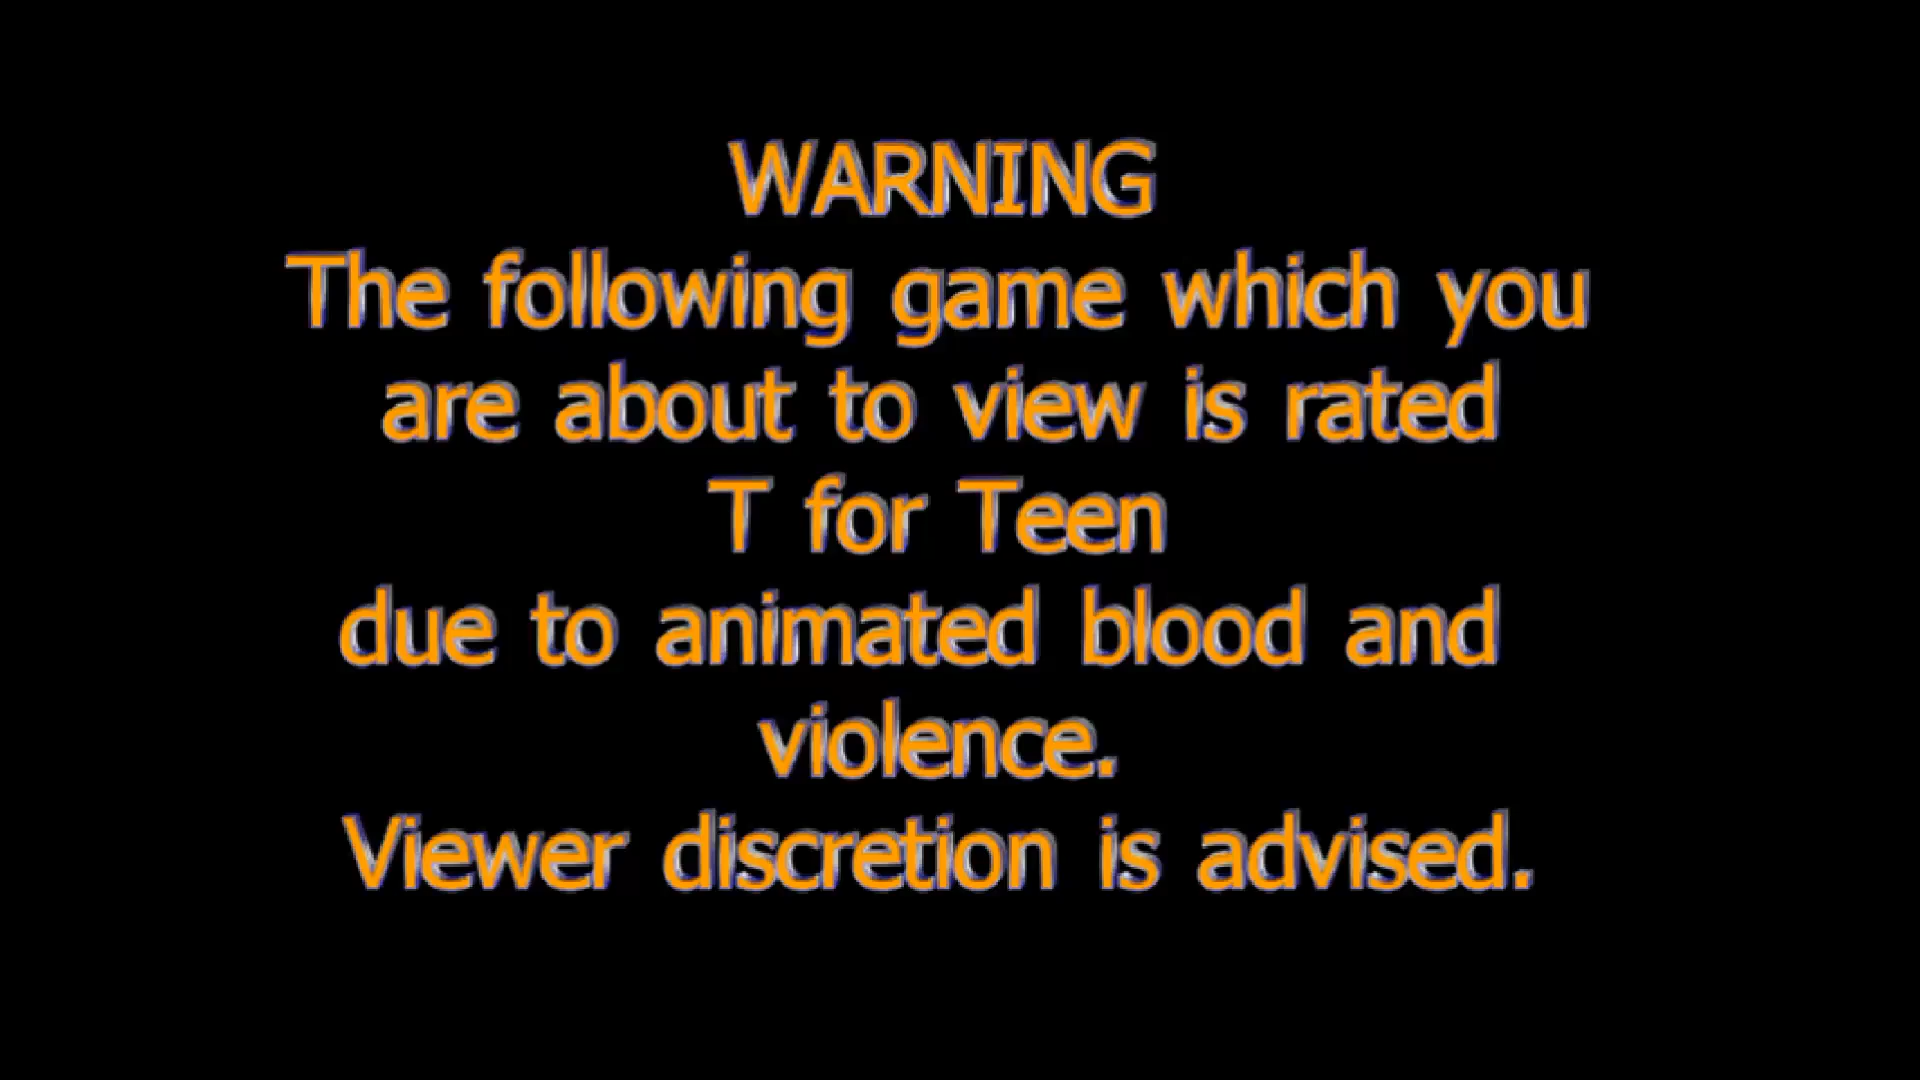 WARNING
The following game which you
are about to view is rated
T for Teen
due to animated blood and
violence.
Viewer discretion is advised.